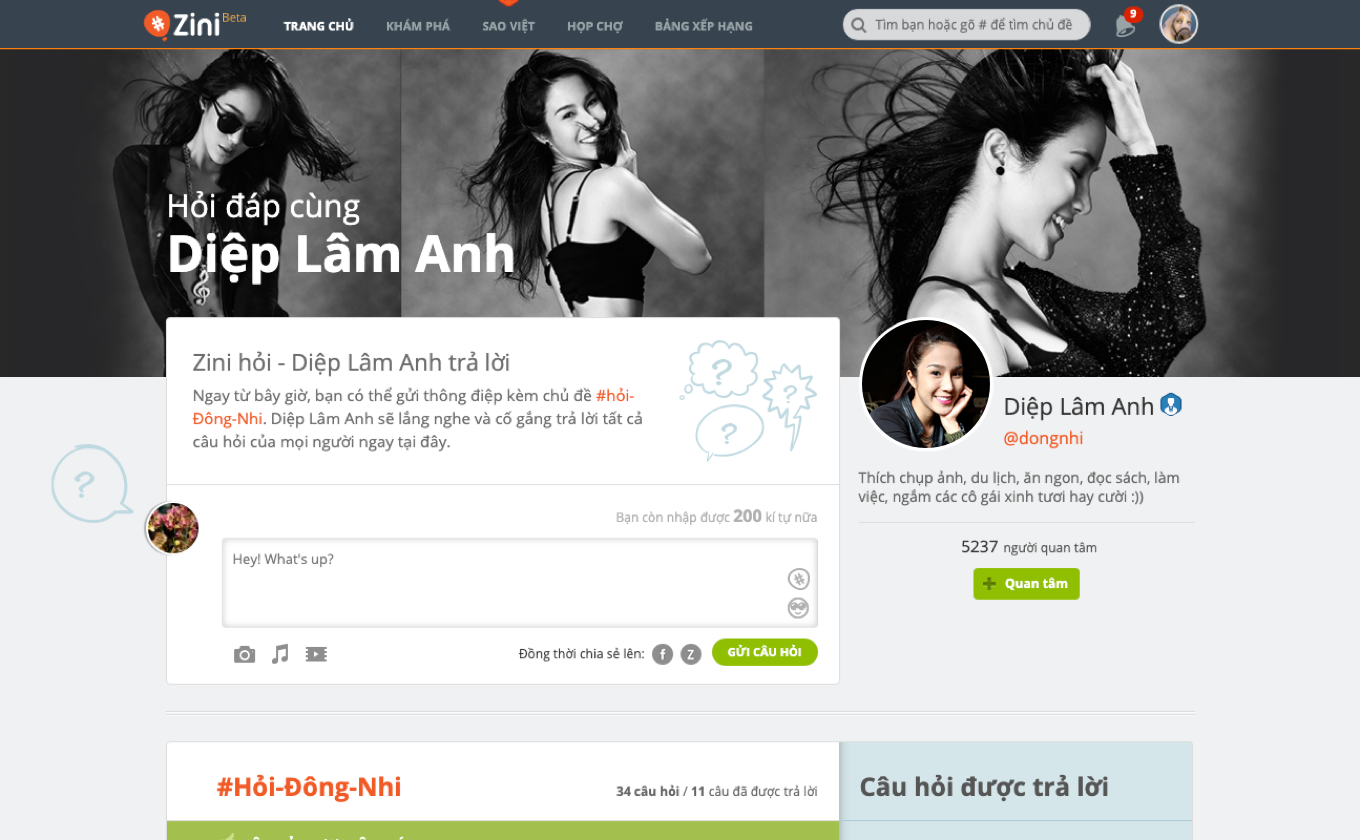 Zini Beta
TRANG CHỦ
KHÁM PHÁ
SAO VIỆT
HỌP CHỢ
BẢNG XẾP HẠNG
Tìm bạn hoặc gõ # để tìm chủ đề
9
Hỏi đáp cùng
Diệp Lâm Anh
Zini hỏi - Diệp Lâm Anh trả lời
Ngay từ bây giờ, bạn có thể gửi thông điệp kèm chủ đề #hỏi-
Đông-Nhi. Diệp Lâm Anh sẽ lắng nghe và cố gắng trả lời tất cả
câu hỏi của mọi người ngay tại đây.
?
?
?
?
Diệp Lâm Anh
@dongnhi
Thích chụp ảnh, du lịch, ăn ngon, đọc sách, làm
việc, ngắm các cô gái xinh tươi hay cười :))
5237 người quan tâm
+ Quan tâm
Bạn còn nhập được 200 kí tự nữa
Hey! What's up?
Đồng thời chia sẻ lên: f Z
GỬI CÂU HỎI
#Hỏi-Đông-Nhi
34 câu hỏi / 11 câu đã được trả lời
Câu hỏi được trả lời